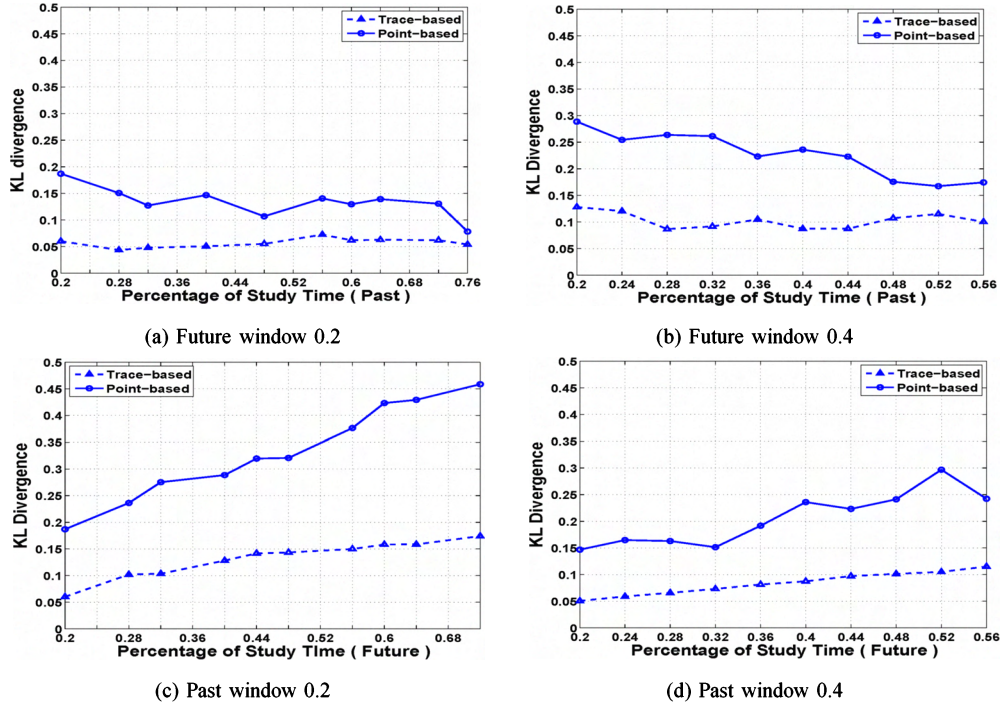 0.5
0.45
0.4
0.35
0.3
0.25
0.2
0.15
0.1
0.05
0
KL divergence
Trace-based
Point-based
0.2 0.28 0.36 0.44 0.52 0.6 0.68 0.76
Percentage of Study Time ( Past )
(a) Future window 0.2
0.5
0.45
0.4
0.35
0.3
0.25
0.2
0.15
0.1
0.05
0
KL Divergence
Trace-based
Point-based
0.2 0.24 0.28 0.32 0.36 0.4 0.44 0.48 0.52 0.56
Percentage of Study Time ( Past )
(b) Future window 0.4
0.5
0.45
0.4
0.35
0.3
0.25
0.2
0.15
0.1
0.05
0
KL Divergence
Trace-based
Point-based
0.2 0.28 0.36 0.44 0.52 0.6 0.68
Percentage of Study Time ( Future )
(c) Past window 0.2
0.5
0.45
0.4
0.35
0.3
0.25
0.2
0.15
0.1
0.05
0
KL Divergence
Trace-based
Point-based
0.2 0.24 0.28 0.32 0.36 0.4 0.44 0.48 0.52 0.56
Percentage of Study Time ( Future )
(d) Past window 0.4